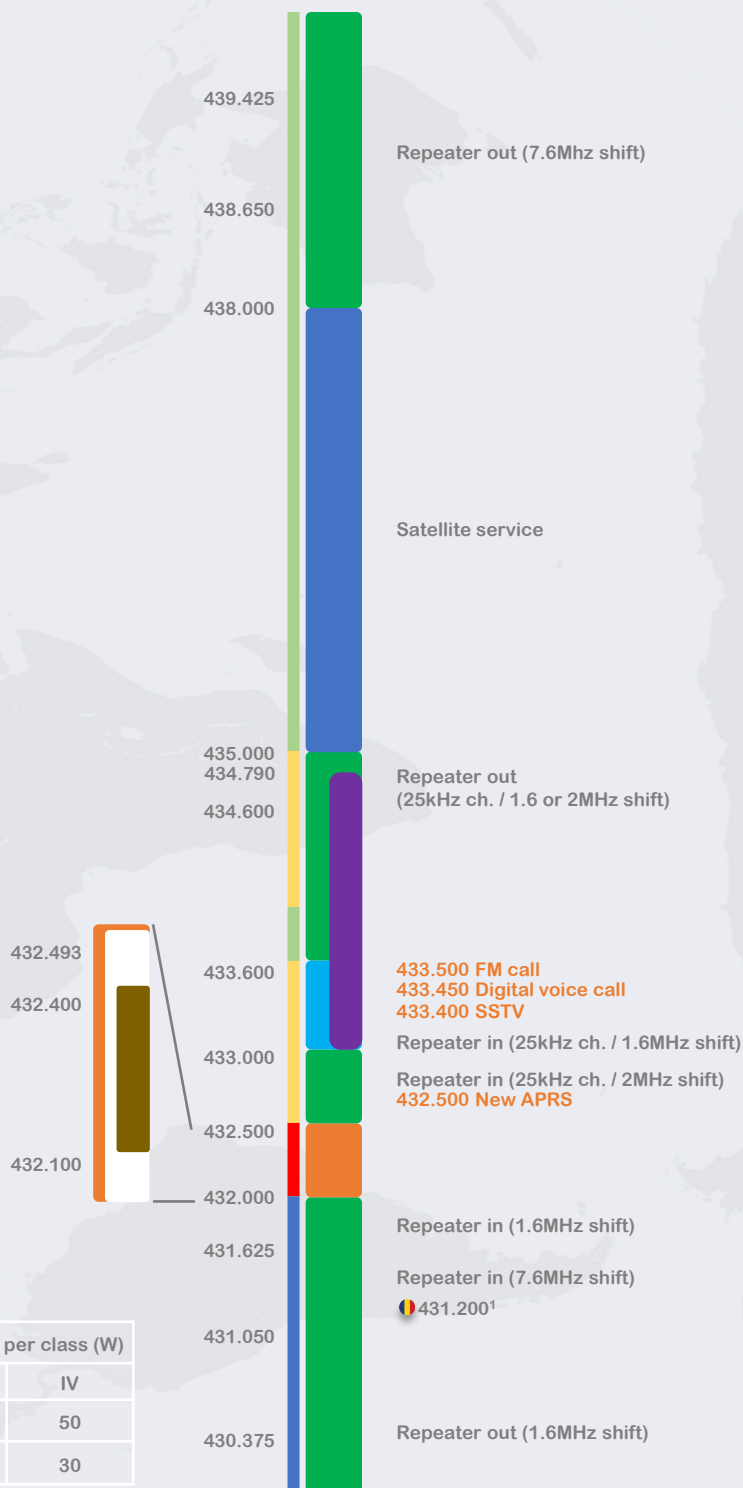 439.425
Repeater out (7.6Mhz shift)
438.650
438.000
Satellite service
435.000
434.790
Repeater out
434.600
(25kHz ch. / 1.6 or 2MHz shift)
432.493
432.400
432.100
433.600
433.500 FM call
433.450 Digital voice call
433.400 SSTV
Repeater in (25kHz ch. / 1.6MHz shift)
433.000
Repeater in (25kHz ch. / 2MHz shift)
432.500 New APRS
432.500
432.000
Repeater in (1.6MHz shift)
431.625
Repeater in (7.6MHz shift)
431.200¹
431.050
Repeater out (1.6MHz shift)
430.375
per class (W)
IV
50
30